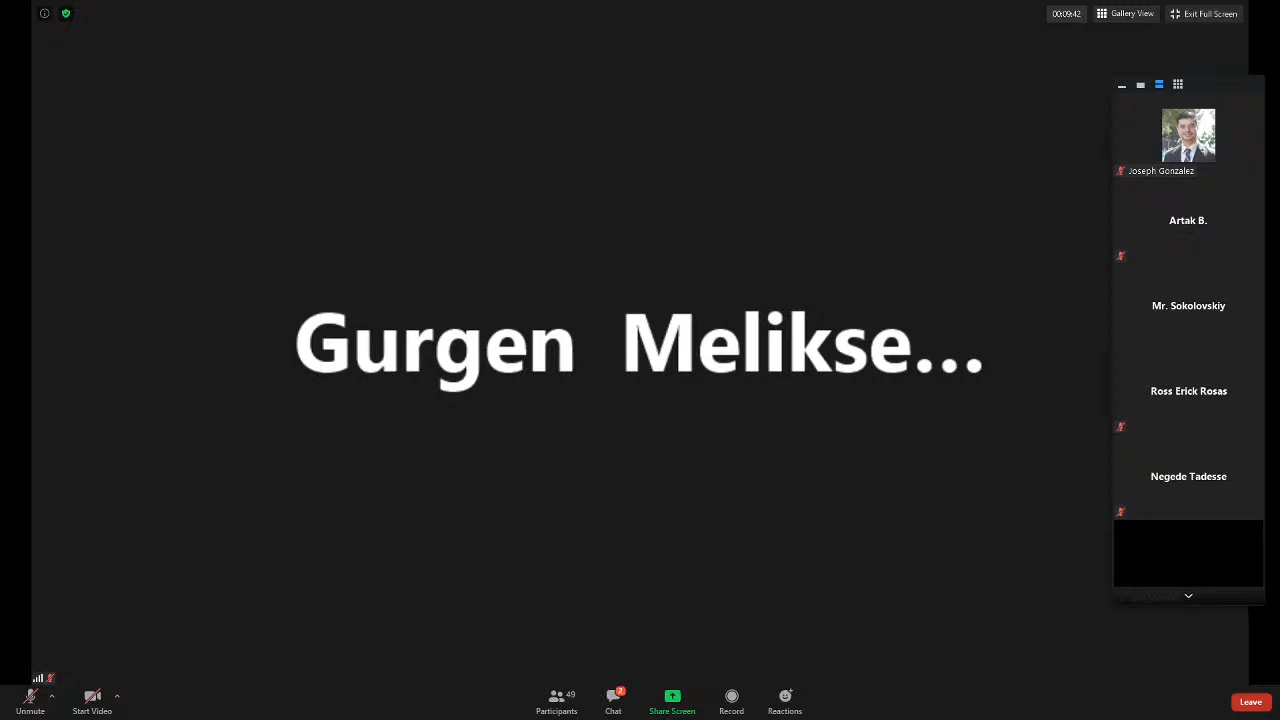 00:09:42
Gallery View
Exit Full Screen
Joseph Gonzalez
Artak B.
Mr. Sokolovskiy
Gurgen Melikse...
Ross Erick Rosas
Negede Tadesse
Unmute
Start Video
49
Participants
2
Chat
Share Screen
Record
Reactions
Leave